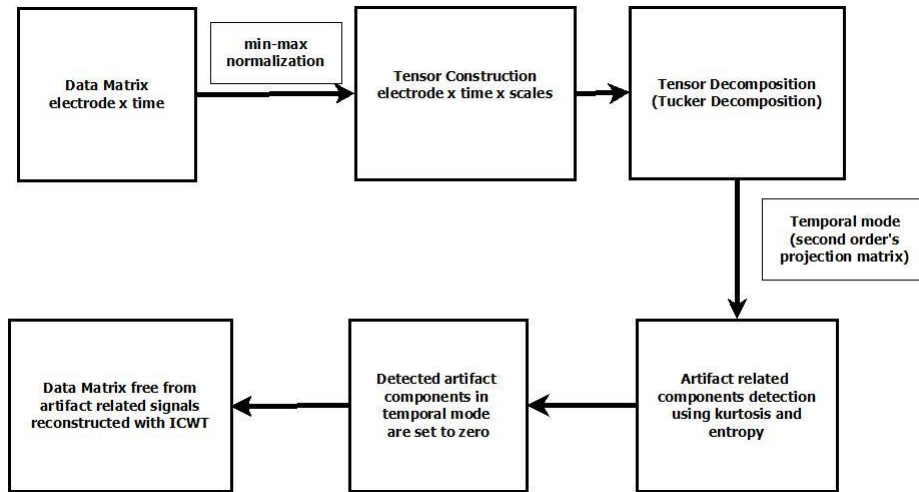 Data Matrix
electrode x time
min-max
normalization
Tensor Construction
electrode x time x scales
Tensor Decomposition
(Tucker Decomposition)
Temporal mode
(second order's
projection matrix)
Artifact related
components detection
using kurtosis and
entropy
Detected artifact
components in
temporal mode
are set to zero
Data Matrix free from
artifact related signals
reconstructed with ICWT